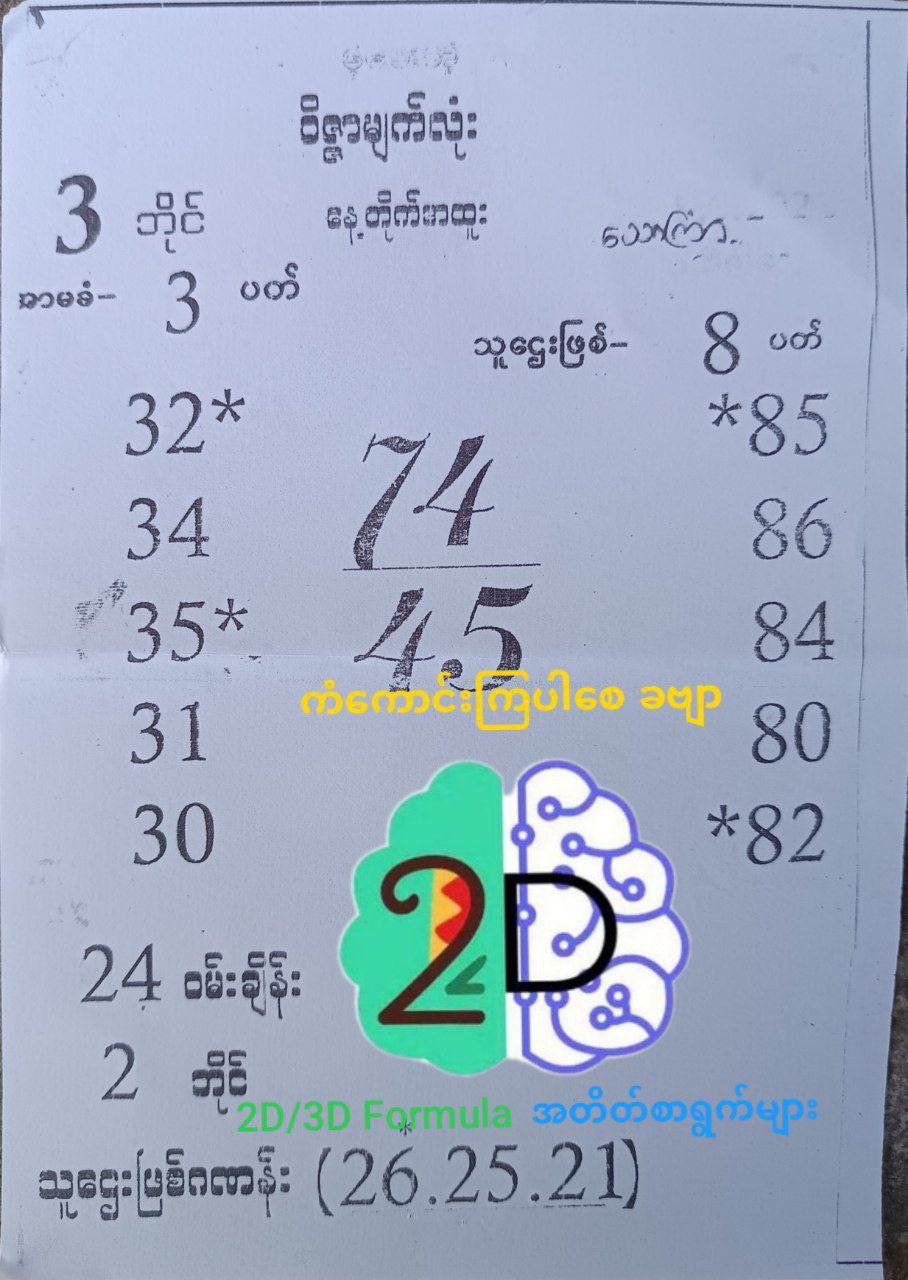 ဝိဇ္ဇာမျက်လုံး
3 ဘိုင်
နေ့တိုက်အထူး
သောကြာ
အာမခံ- 3 ပတ်
သူဌေးဖြစ်- 8 ပတ်
32* *85
74
34 86
45
35* 84
ကံကောင်းကြပါစေ ခဗျာ
31 80
30 *82
2D
24 ဝမ်းချိန်း
2 ဘိုင်
2D/3D Formula အတိတ်စာရွက်များ
သူဌေးဖြစ်ဂဏန်း (26.*25.21)